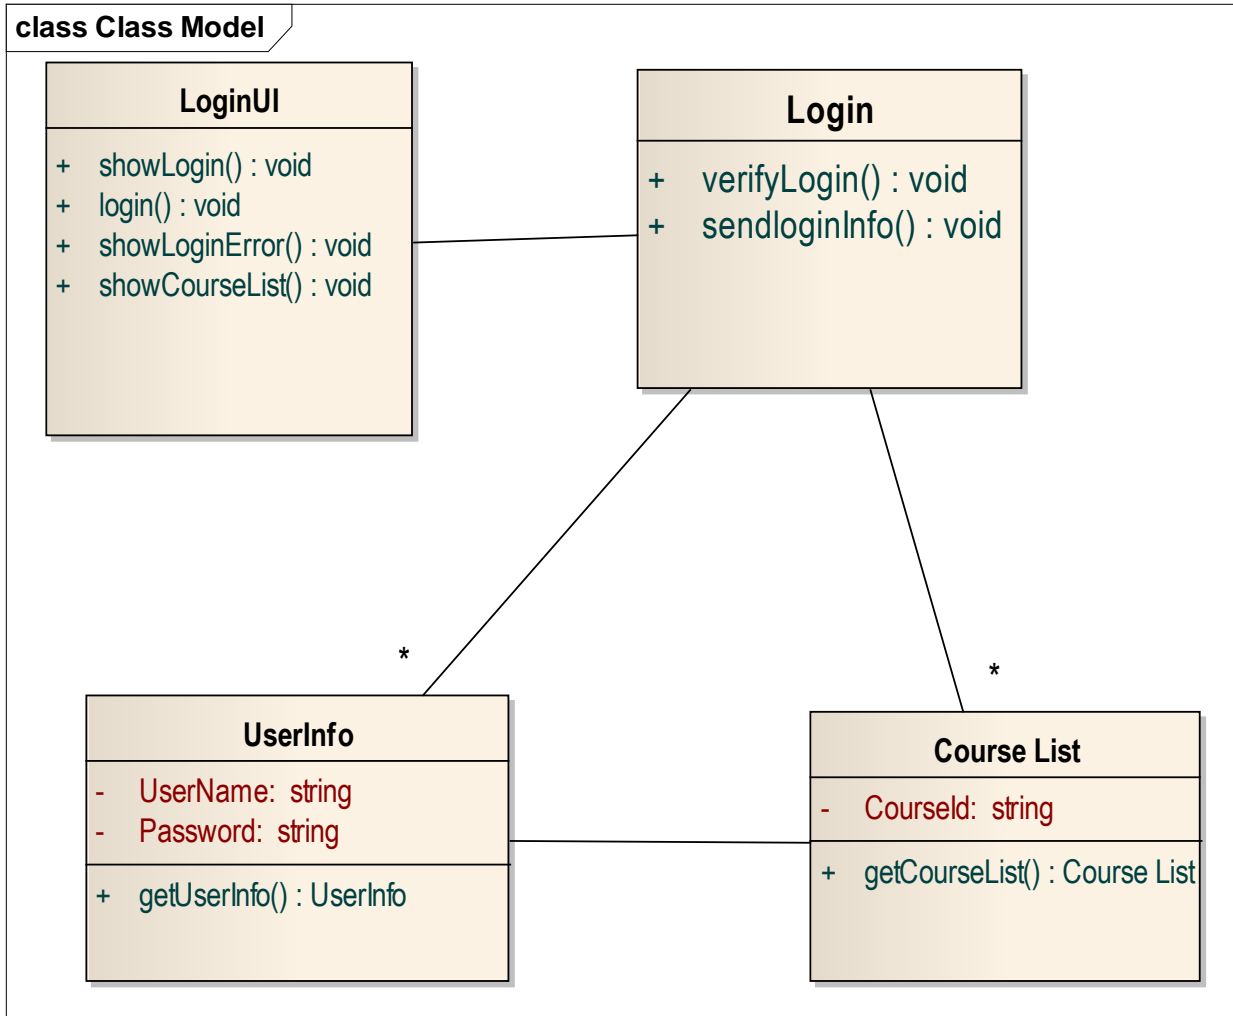 class Class Model
LoginUI
+ showLogin() : void
+ login() : void
+ showLoginError() : void
+ showCourseList() : void
Login
+ verifyLogin() : void
+ sendloginInfo() : void
*
*
UserInfo
- UserName: string
- Password: string
+ getUserInfo() : UserInfo
Course List
- CourseId: string
+ getCourseList() : Course List